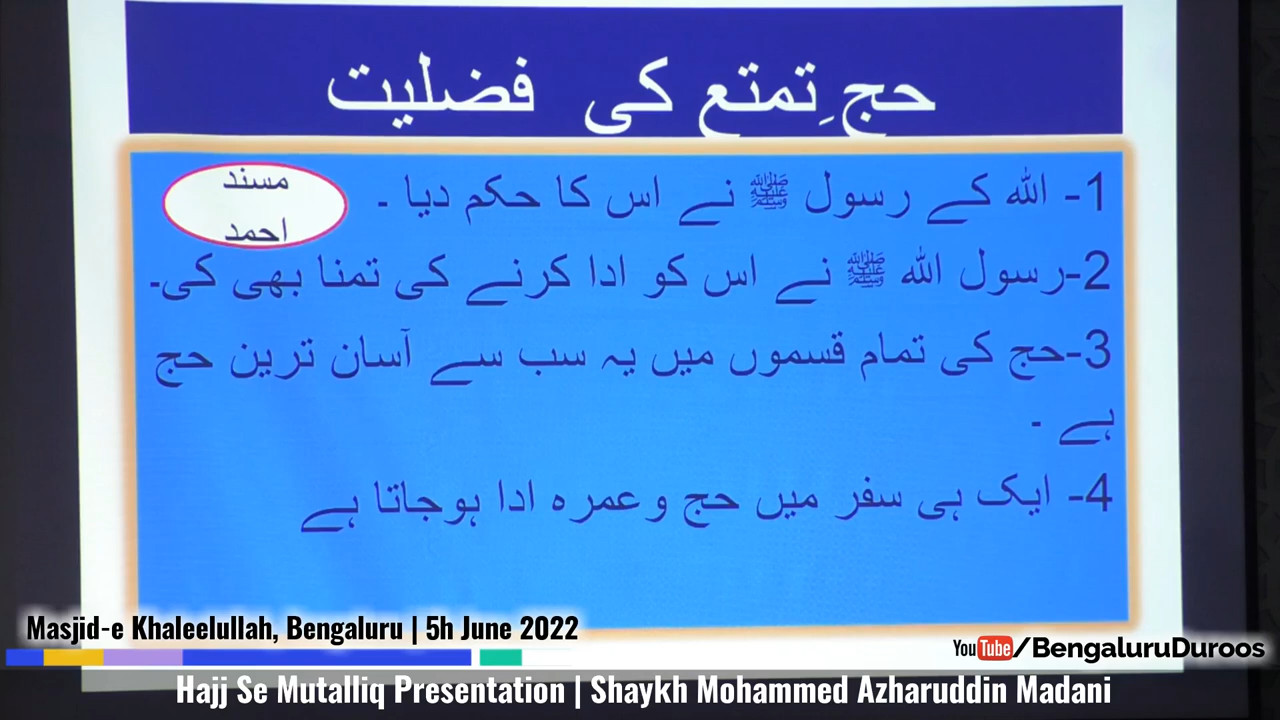 حجِ تمتع کی فضلیت
1- اللہ کے رسول ﷺ نے اس کا حکم دیا ۔
مسند
احمد
2-رسول اللہ ﷺ نے اس کو ادا کرنے کی تمنا بھی کی۔
3-حج کی تمام قسموں میں یہ سب سے آسان ترین حج
ہے ۔
4- ایک ہی سفر میں حج و عمرہ ادا ہوجاتا ہے
Masjid-e Khaleelullah, Bengaluru | 5h June 2022
YouTube/BengaluruDuroos
Hajj Se Mutalliq Presentation | Shaykh Mohammed Azharuddin Madani